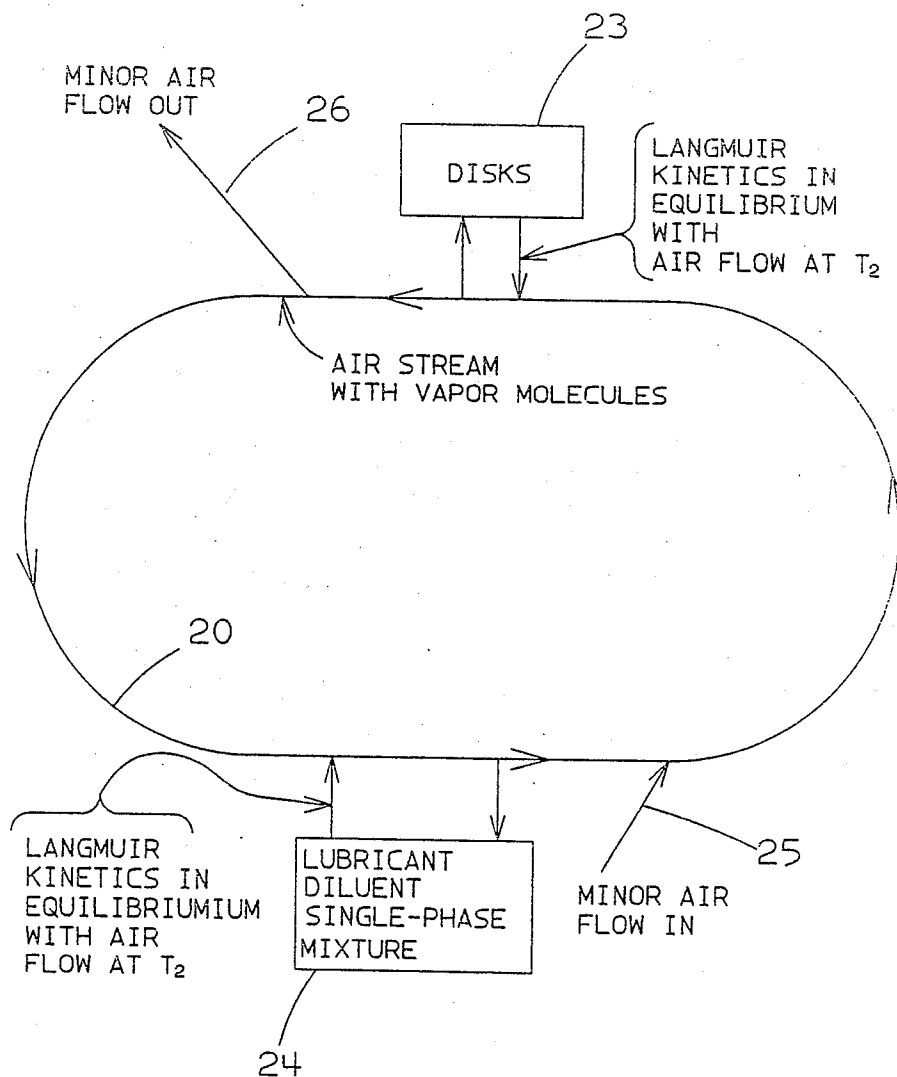 23
MINOR AIR
FLOW OUT
26
DISKS
LANGMUIR
KINETICS IN
EQUILIBRIUM
WITH
AIR FLOW AT T₂
AIR STREAM
WITH VAPOR MOLECULES
20
LANGMUIR
KINETICS IN
EQUILIBRIUMIUM
WITH AIR
FLOW AT T₂
LUBRICANT
DILUENT
SINGLE-PHASE
MIXTURE
25
MINOR AIR
FLOW IN
24